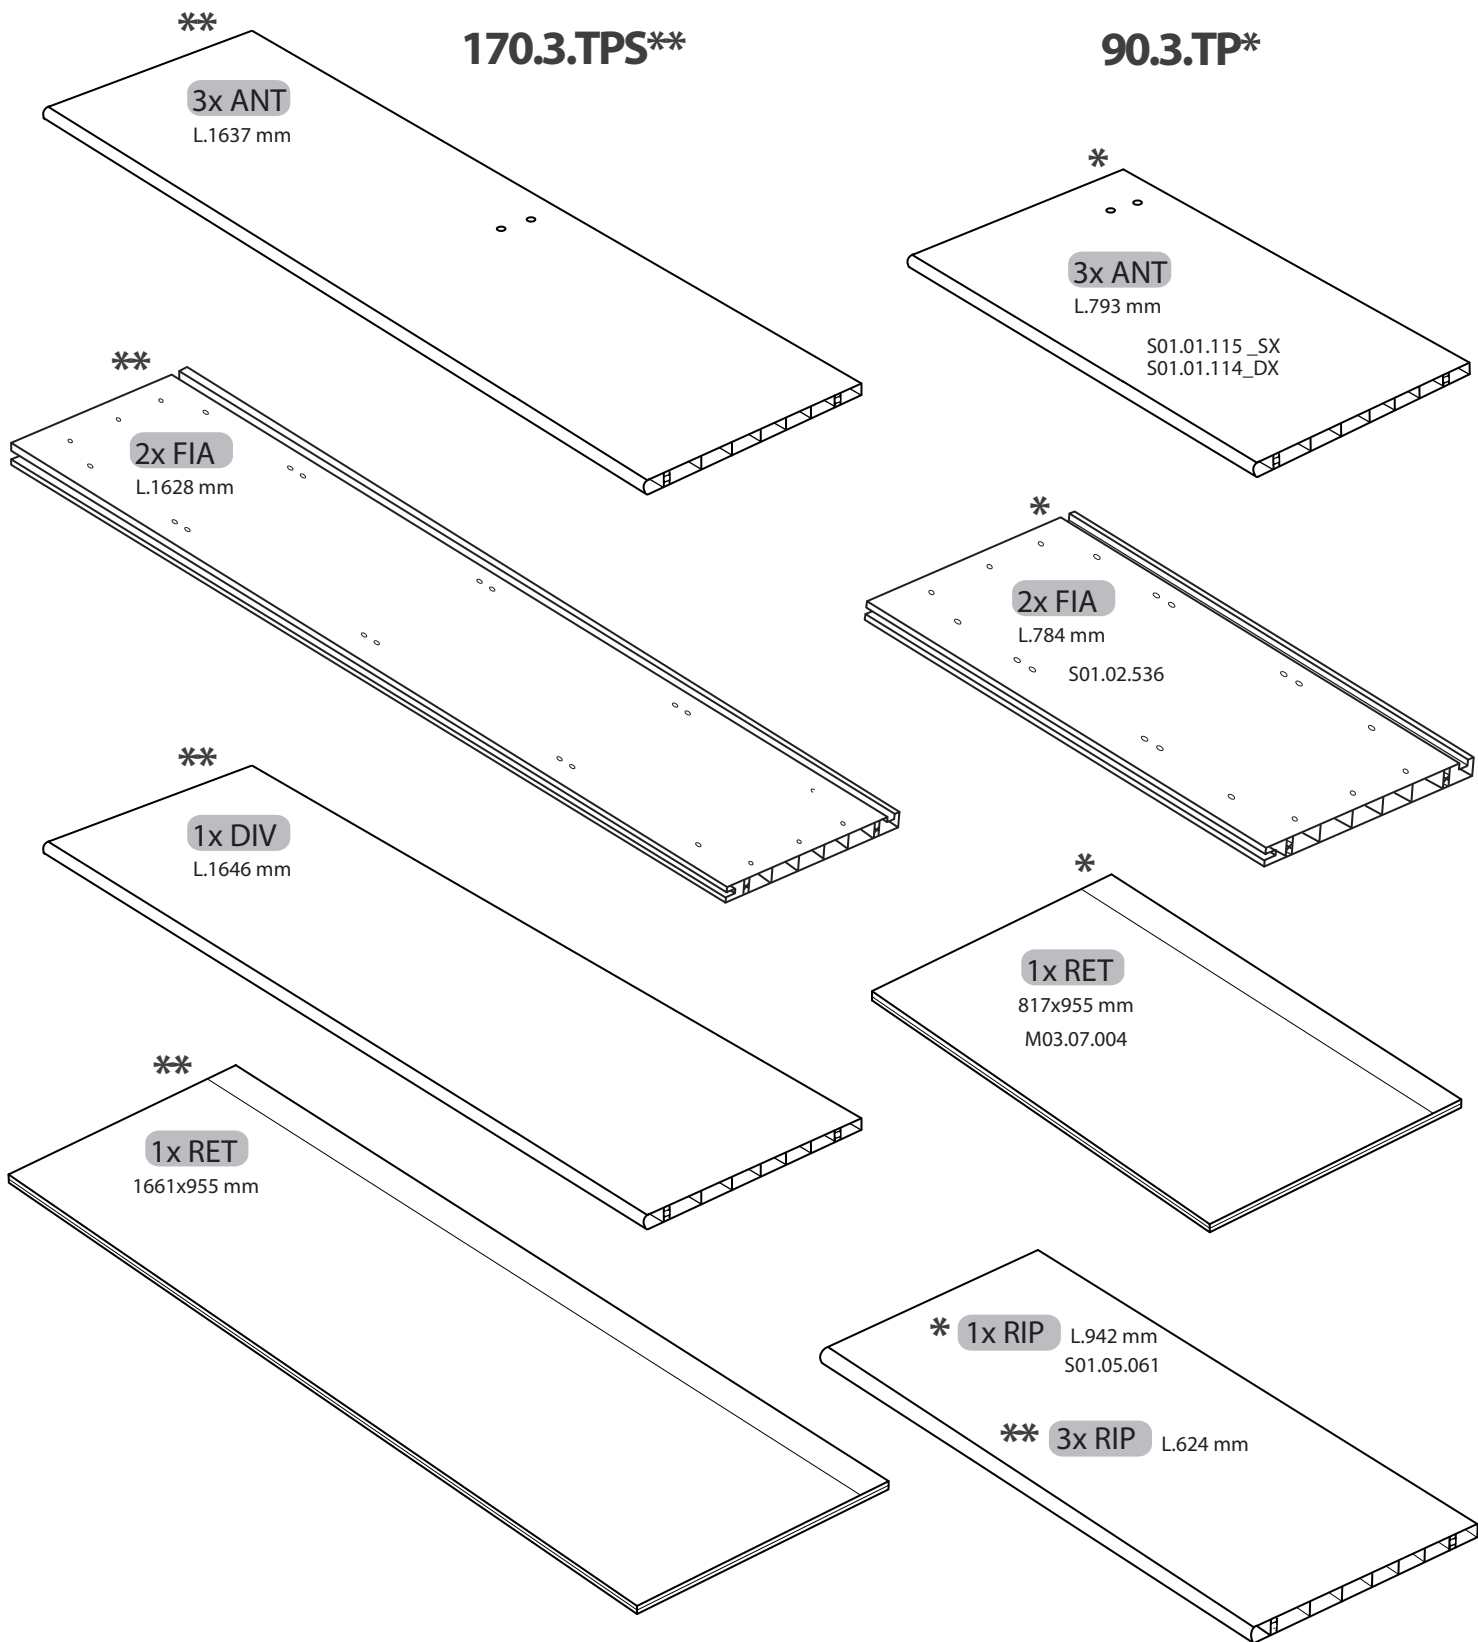 **
170.3.TPS**
90.3.TP*
3x ANT
L.1637 mm
*
3x ANT
L.793 mm
S01.01.115 _SX
S01.01.114_DX
**
2x FIA
L.1628 mm
*
2x FIA
L.784 mm
S01.02.536
**
1x DIV
L.1646 mm
*
1x RET
817x955 mm
M03.07.004
**
1x RET
1661x955 mm
* 1x RIP L.942 mm
S01.05.061
** 3x RIP L.624 mm